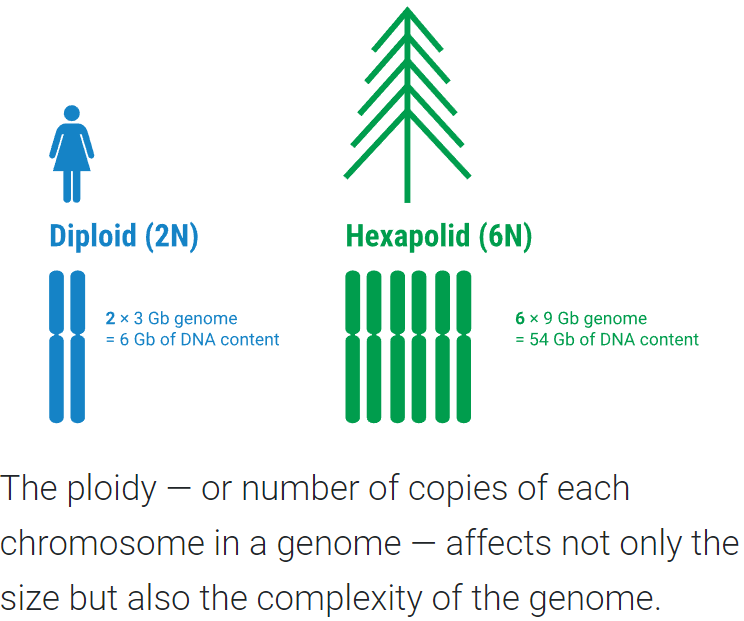 Diploid (2N)
2 × 3 Gb genome
= 6 Gb of DNA content
Hexapolid (6N)
6 × 9 Gb genome
= 54 Gb of DNA content
The ploidy — or number of copies of each
chromosome in a genome — affects not only the
size but also the complexity of the genome.